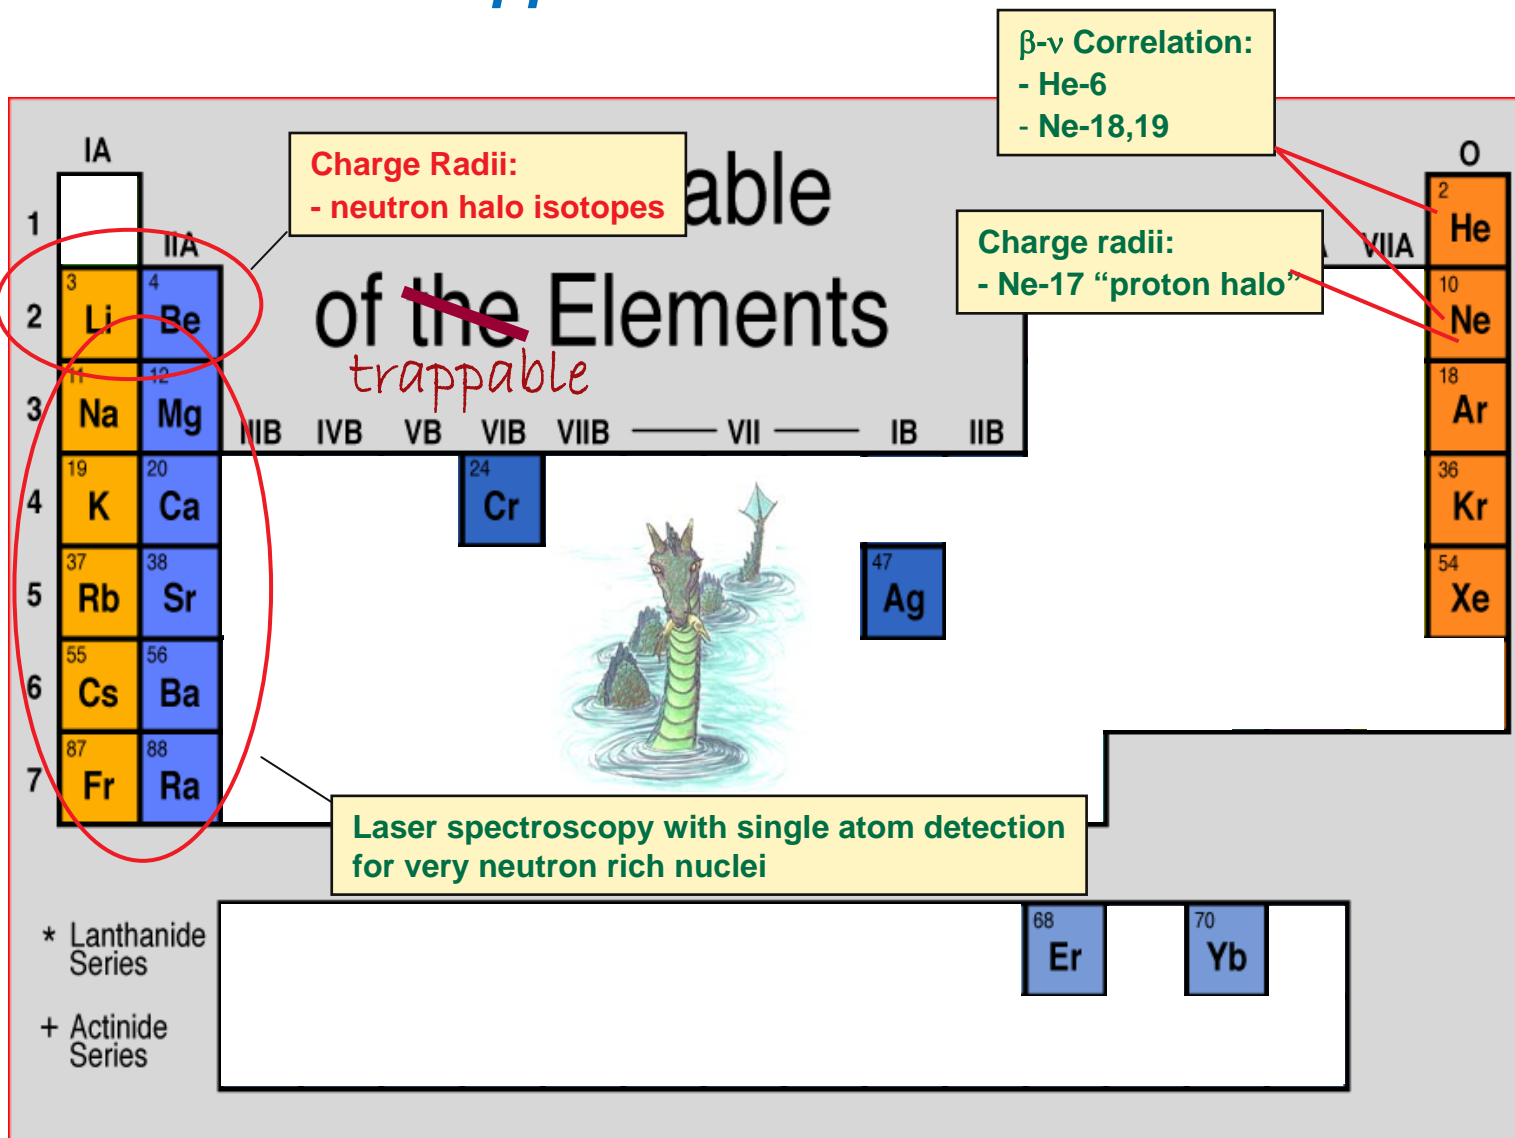 β-ν Correlation:
- He-6
- Ne-18,19
IA
O
Charge Radii:
- neutron halo isotopes
able
2
He
1
IIA
Charge radii:
- Ne-17 “proton halo”
VIIA
3
Li
4
Be
2
of the Elements
trappable
10
Ne
11
Na
12
Mg
3
IIIB IVB VB VIB VIIB VII IB IIB
18
Ar
4
19
K
20
Ca
24
Cr
36
Kr
5
37
Rb
38
Sr
47
Ag
54
Xe
6
55
Cs
56
Ba
7
87
Fr
88
Ra
Laser spectroscopy with single atom detection
for very neutron rich nuclei
* Lanthanide
Series
68
Er
70
Yb
+ Actinide
Series